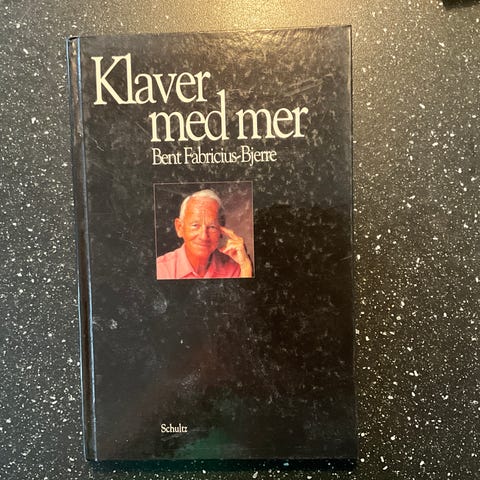 Klaver
med mer
Bent Fabricius-Bjerre
Schultz